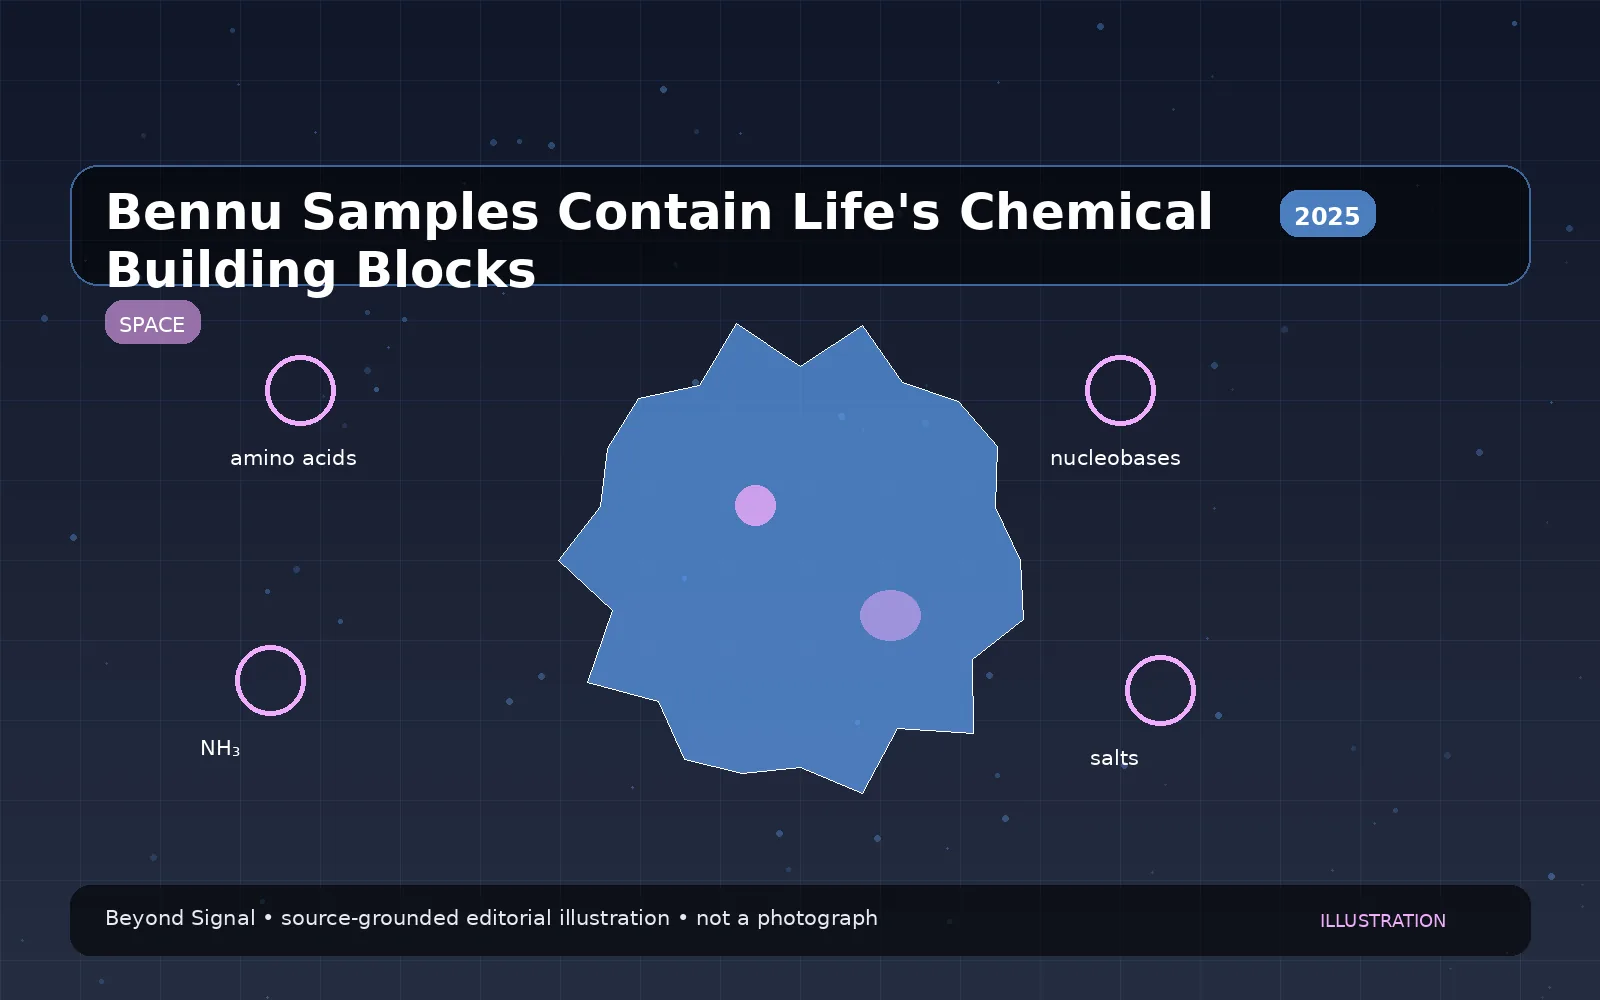 Bennu Samples Contain Life's Chemical
Building Blocks
2025
SPACE
amino acids
nucleobases
NH₃
salts
Beyond Signal • source-grounded editorial illustration • not a photograph
ILLUSTRATION